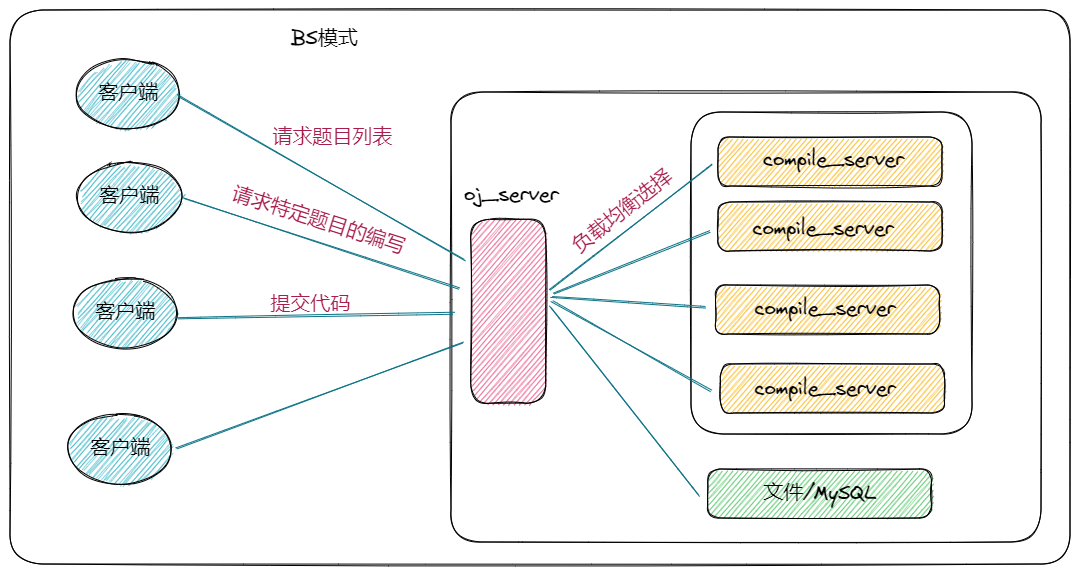 BS模式
客户端
请求题目列表
客户端
请求特定题目的编写
客户端
提交代码
客户端
oj_server
负载均衡选择
compile_server
compile_server
compile_server
compile_server
文件/MySQL